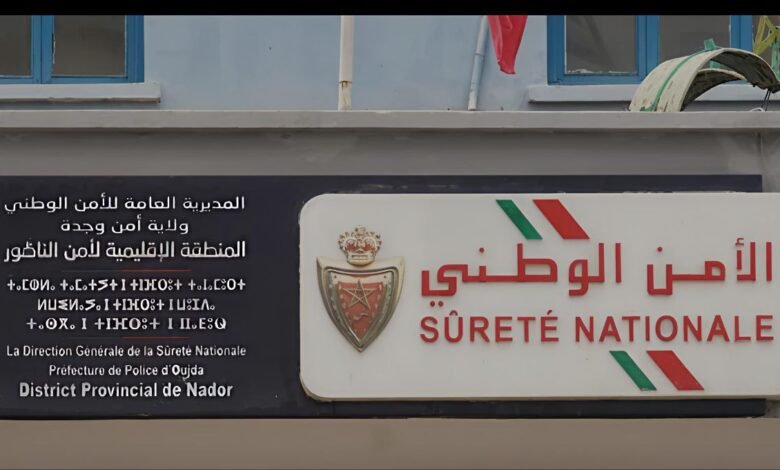 المديرية العامة للأمن الوطني
ولاية أمن وجدة
المنطقة الإقليمية لأمن الناظور
La Direction Générale de la Sûreté Nationale
Préfecture de Police d'Oujda
District Provincial de Nador
الأمن الوطني
SÛRETÉ NATIONALE